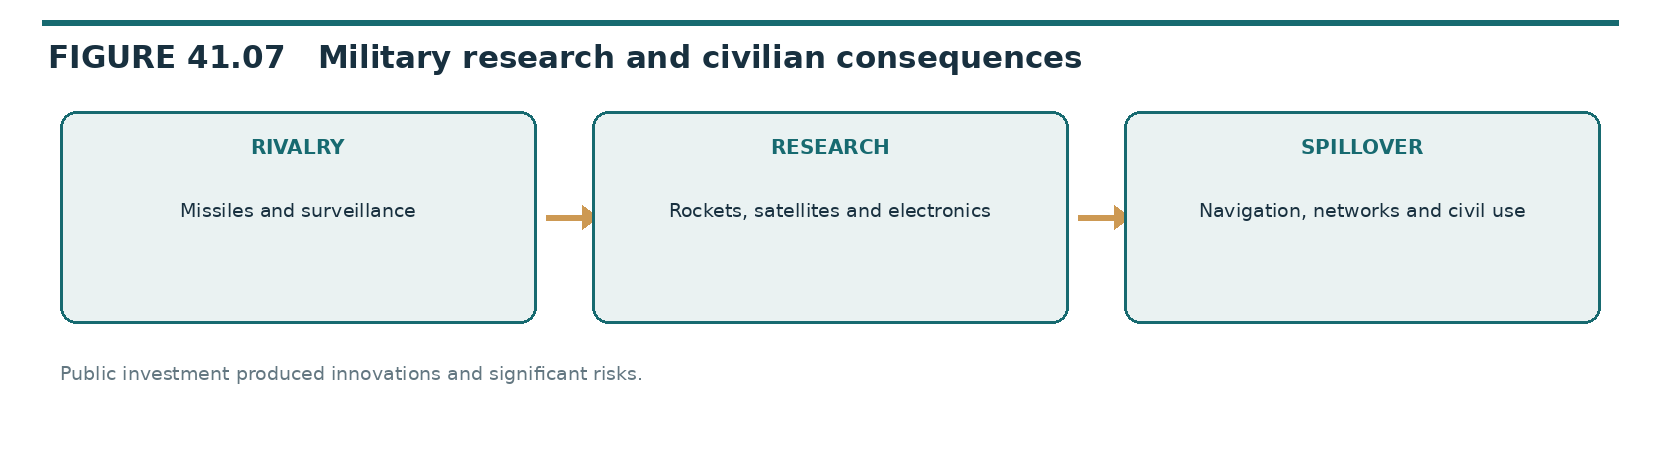 FIGURE 41.07 Military research and civilian consequences
RIVALRY
Missiles and surveillance
RESEARCH
Rockets, satellites and electronics
SPILLOVER
Navigation, networks and civil use
Public investment produced innovations and significant risks.